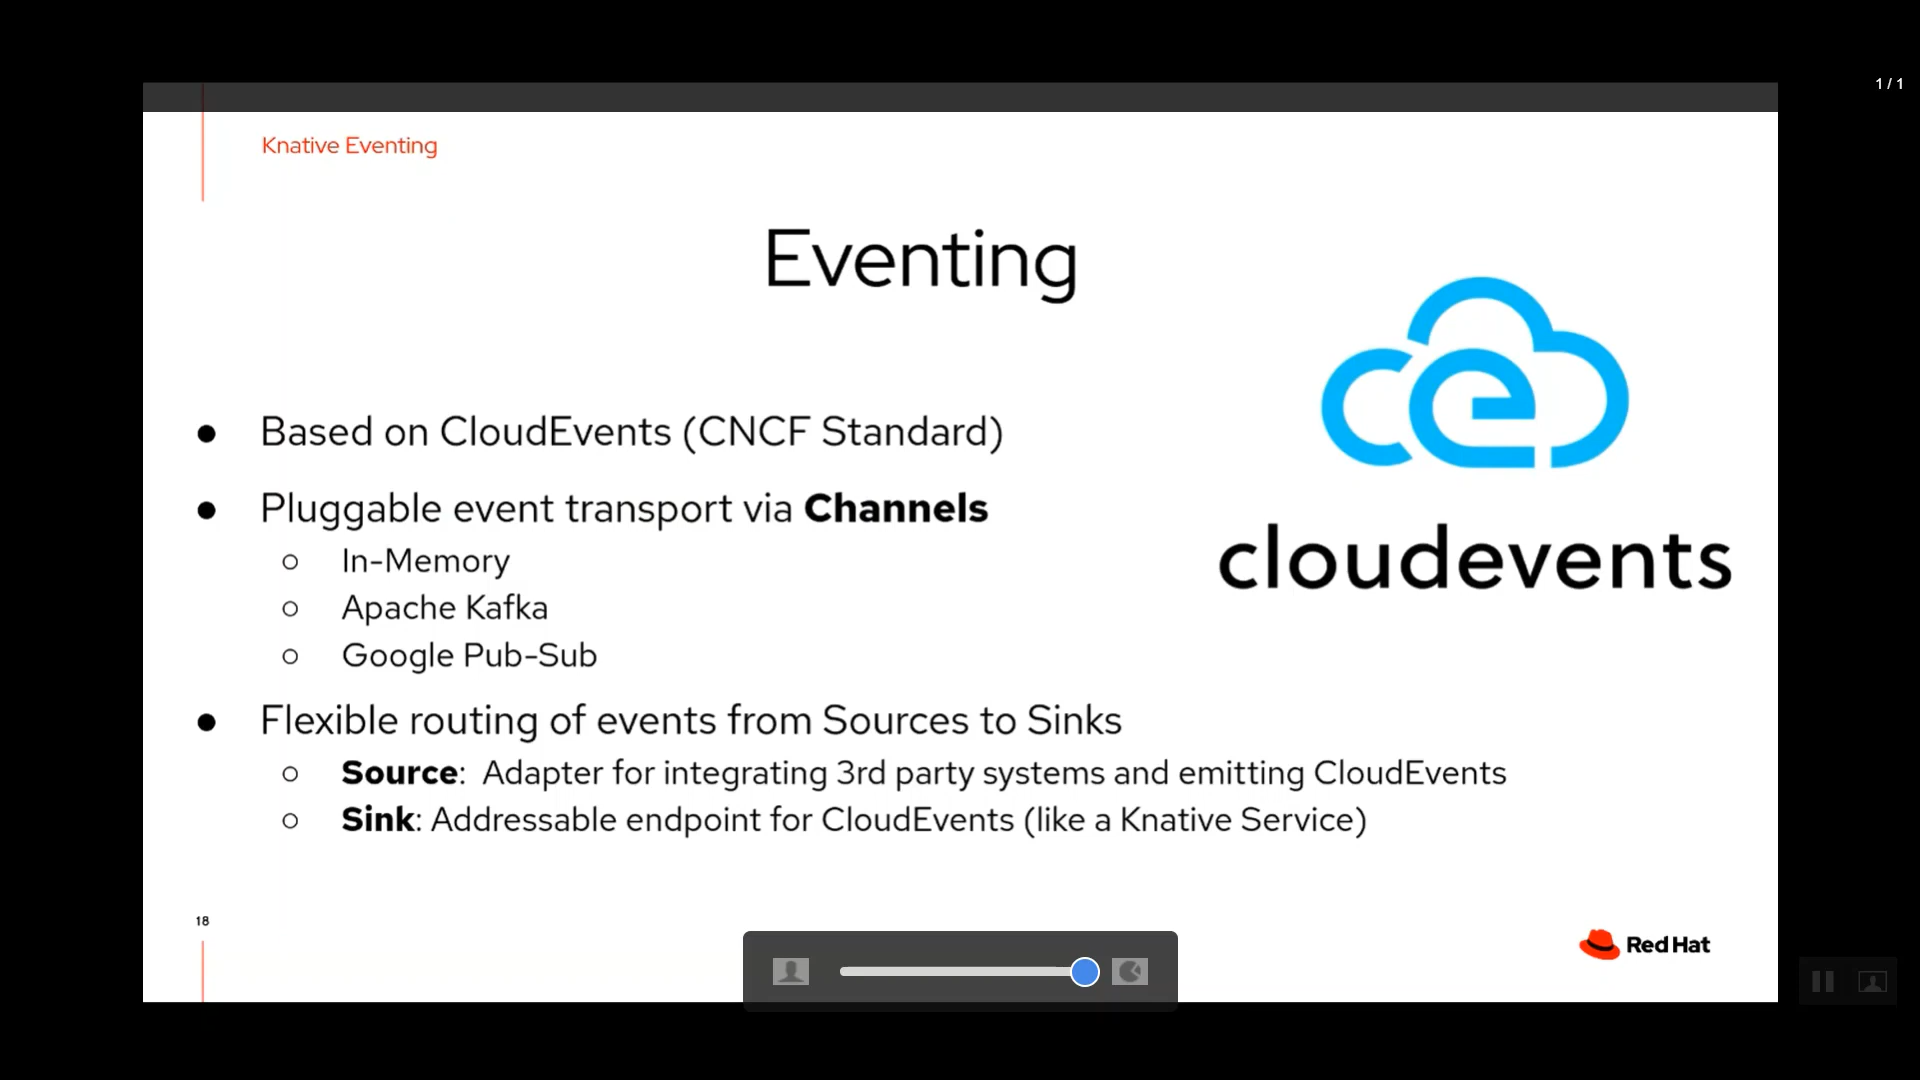 1 / 1
Knative Eventing
Eventing
● Based on CloudEvents (CNCF Standard)
● Pluggable event transport via Channels
○ In-Memory
○ Apache Kafka
○ Google Pub-Sub
● Flexible routing of events from Sources to Sinks
○ Source: Adapter for integrating 3rd party systems and emitting CloudEvents
○ Sink: Addressable endpoint for CloudEvents (like a Knative Service)
ce
cloudevents
18
Red Hat